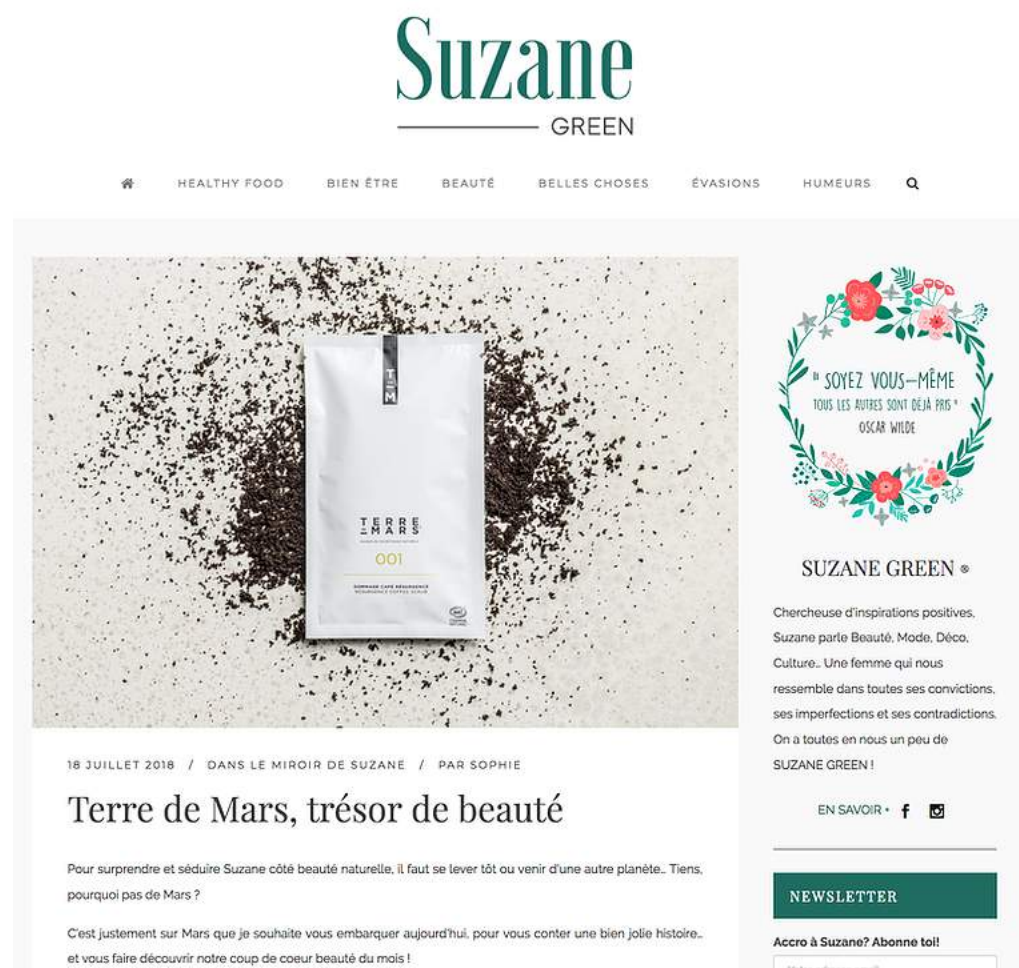 Suzane
GREEN
HEALTHY FOOD BIEN ÊTRE BEAUTÉ BELLES CHOSES ÉVASIONS HUMEURS
T=M
TERRE
=MARS
001
GOMMAGE CAFÉ RÉSURGENCE
RESURGENCE COFFEE SCRUB
" SOYEZ VOUS-MÊME
TOUS LES AUTRES SONT DÉJÀ PRIS "
OSCAR WILDE
SUZANE GREEN ®
Chercheuse d'inspirations positives,
Suzane parle Beauté, Mode, Déco,
Culture... Une femme qui nous
ressemble dans toutes ses convictions,
ses imperfections et ses contradictions.
On a toutes en nous un peu de
SUZANE GREEN !
EN SAVOIR +
NEWSLETTER
Accro à Suzane? Abonne toi!
18 JUILLET 2018 / DANS LE MIROIR DE SUZANE / PAR SOPHIE
Terre de Mars, trésor de beauté
Pour surprendre et séduire Suzane côté beauté naturelle, il faut se lever tôt ou venir d'une autre planète... Tiens,
pourquoi pas de Mars ?
C'est justement sur Mars que je souhaite vous embarquer aujourd'hui, pour vous conter une bien jolie histoire...
et vous faire découvrir notre coup de coeur beauté du mois !